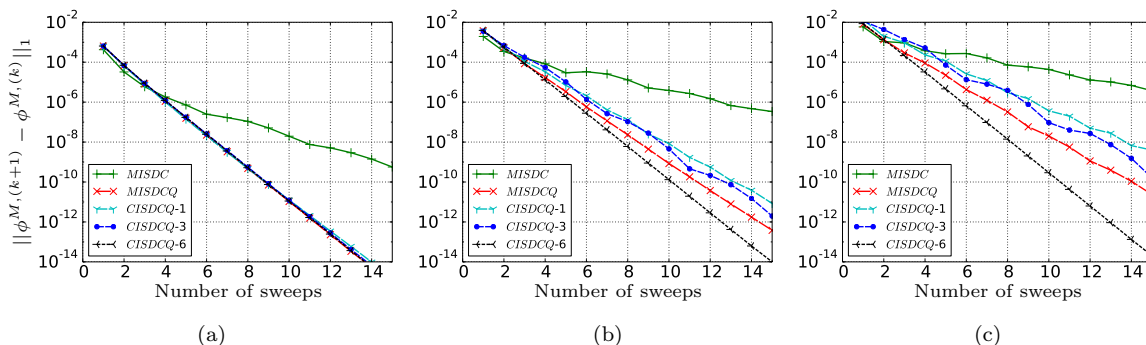 $||\phi^{M,(k+1)} - \phi^{M,(k)}||_1$
10^{-2}
10^{-4}
10^{-6}
10^{-8}
10^{-10}
10^{-12}
10^{-14}
MISDC
MISDCQ
CISDCQ-1
CISDCQ-3
CISDCQ-6
0 2 4 6 8 10 12 14
Number of sweeps
(a)
10^{-2}
10^{-4}
10^{-6}
10^{-8}
10^{-10}
10^{-12}
10^{-14}
MISDC
MISDCQ
CISDCQ-1
CISDCQ-3
CISDCQ-6
0 2 4 6 8 10 12 14
Number of sweeps
(b)
10^{-2}
10^{-4}
10^{-6}
10^{-8}
10^{-10}
10^{-12}
10^{-14}
MISDC
MISDCQ
CISDCQ-1
CISDCQ-3
CISDCQ-6
0 2 4 6 8 10 12 14
Number of sweeps
(c)